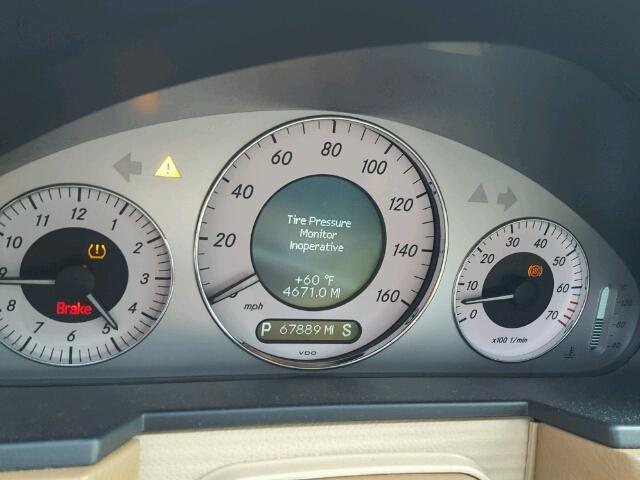 Tire Pressure
Monitor
Inoperative
+60 °F
4671.0 MI
0 20 40 60 80 100 120 140 160
mph
P 67889 MI S
VDO
12 1 2 3 4 5 6 7 8 9 10 11
Brake
0 10 20 30 40 50 60 70
x100 1/min